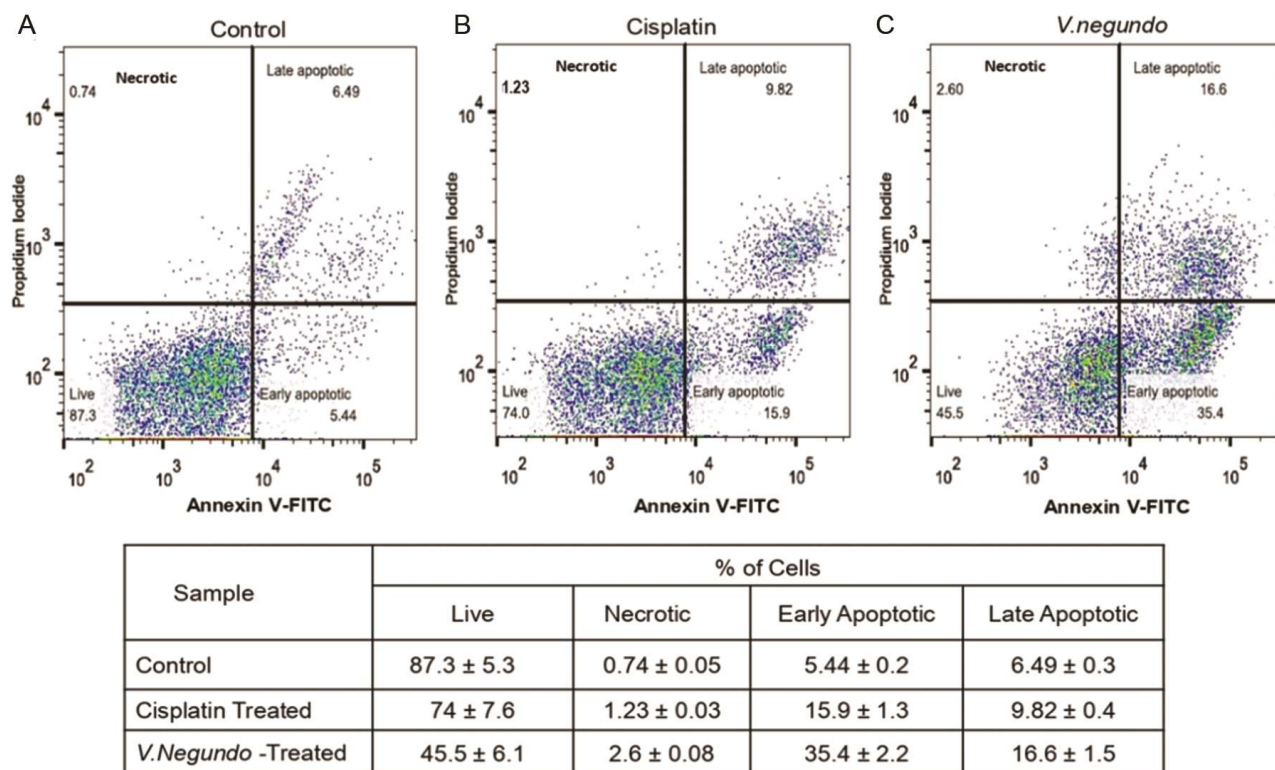 A
Control
Necrotic
0.74
Late apoptotic
6.49
10^4
10^3
10^2
Propidium Iodide
Live
87.3
Early apoptotic
5.44
10^2 10^3 10^4 10^5
Annexin V-FITC
B
Cisplatin
Necrotic
1.23
Late apoptotic
9.82
10^4
10^3
10^2
Propidium Iodide
Live
74.0
Early apoptotic
15.9
10^2 10^3 10^4 10^5
Annexin V-FITC
C
V.negundo
Necrotic
2.60
Late apoptotic
16.6
10^4
10^3
10^2
Propidium Iodide
Live
45.5
Early apoptotic
35.4
10^2 10^3 10^4 10^5
Annexin V-FITC
Sample % of Cells
Live Necrotic Early Apoptotic Late Apoptotic
Control 87.3 ± 5.3 0.74 ± 0.05 5.44 ± 0.2 6.49 ± 0.3
Cisplatin Treated 74 ± 7.6 1.23 ± 0.03 15.9 ± 1.3 9.82 ± 0.4
V.Negundo -Treated 45.5 ± 6.1 2.6 ± 0.08 35.4 ± 2.2 16.6 ± 1.5